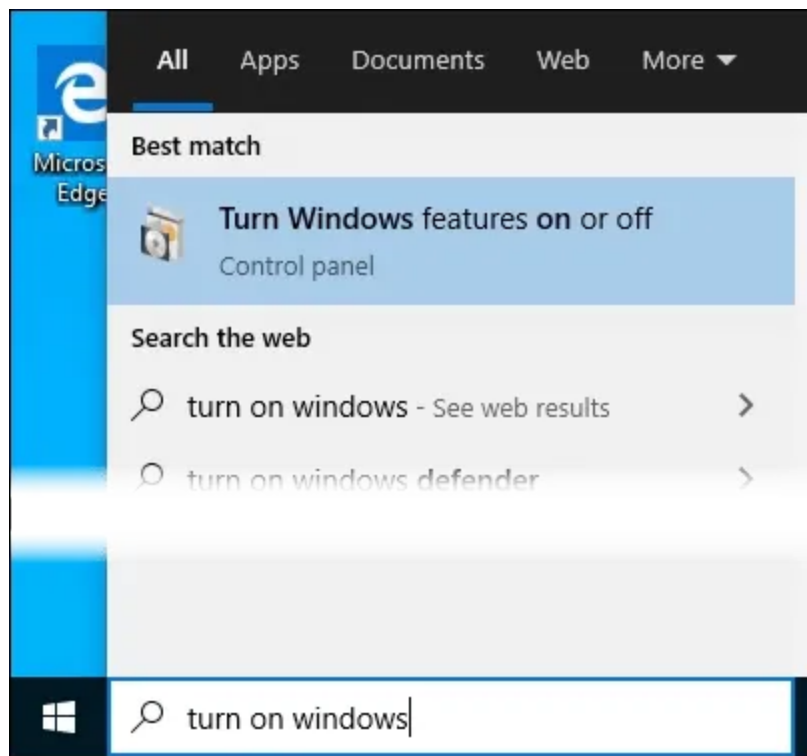 All Apps Documents Web More
Micros
Edge
Best match
Turn Windows features on or off
Control panel
Search the web
turn on windows - See web results
turn on windows defender
turn on windows